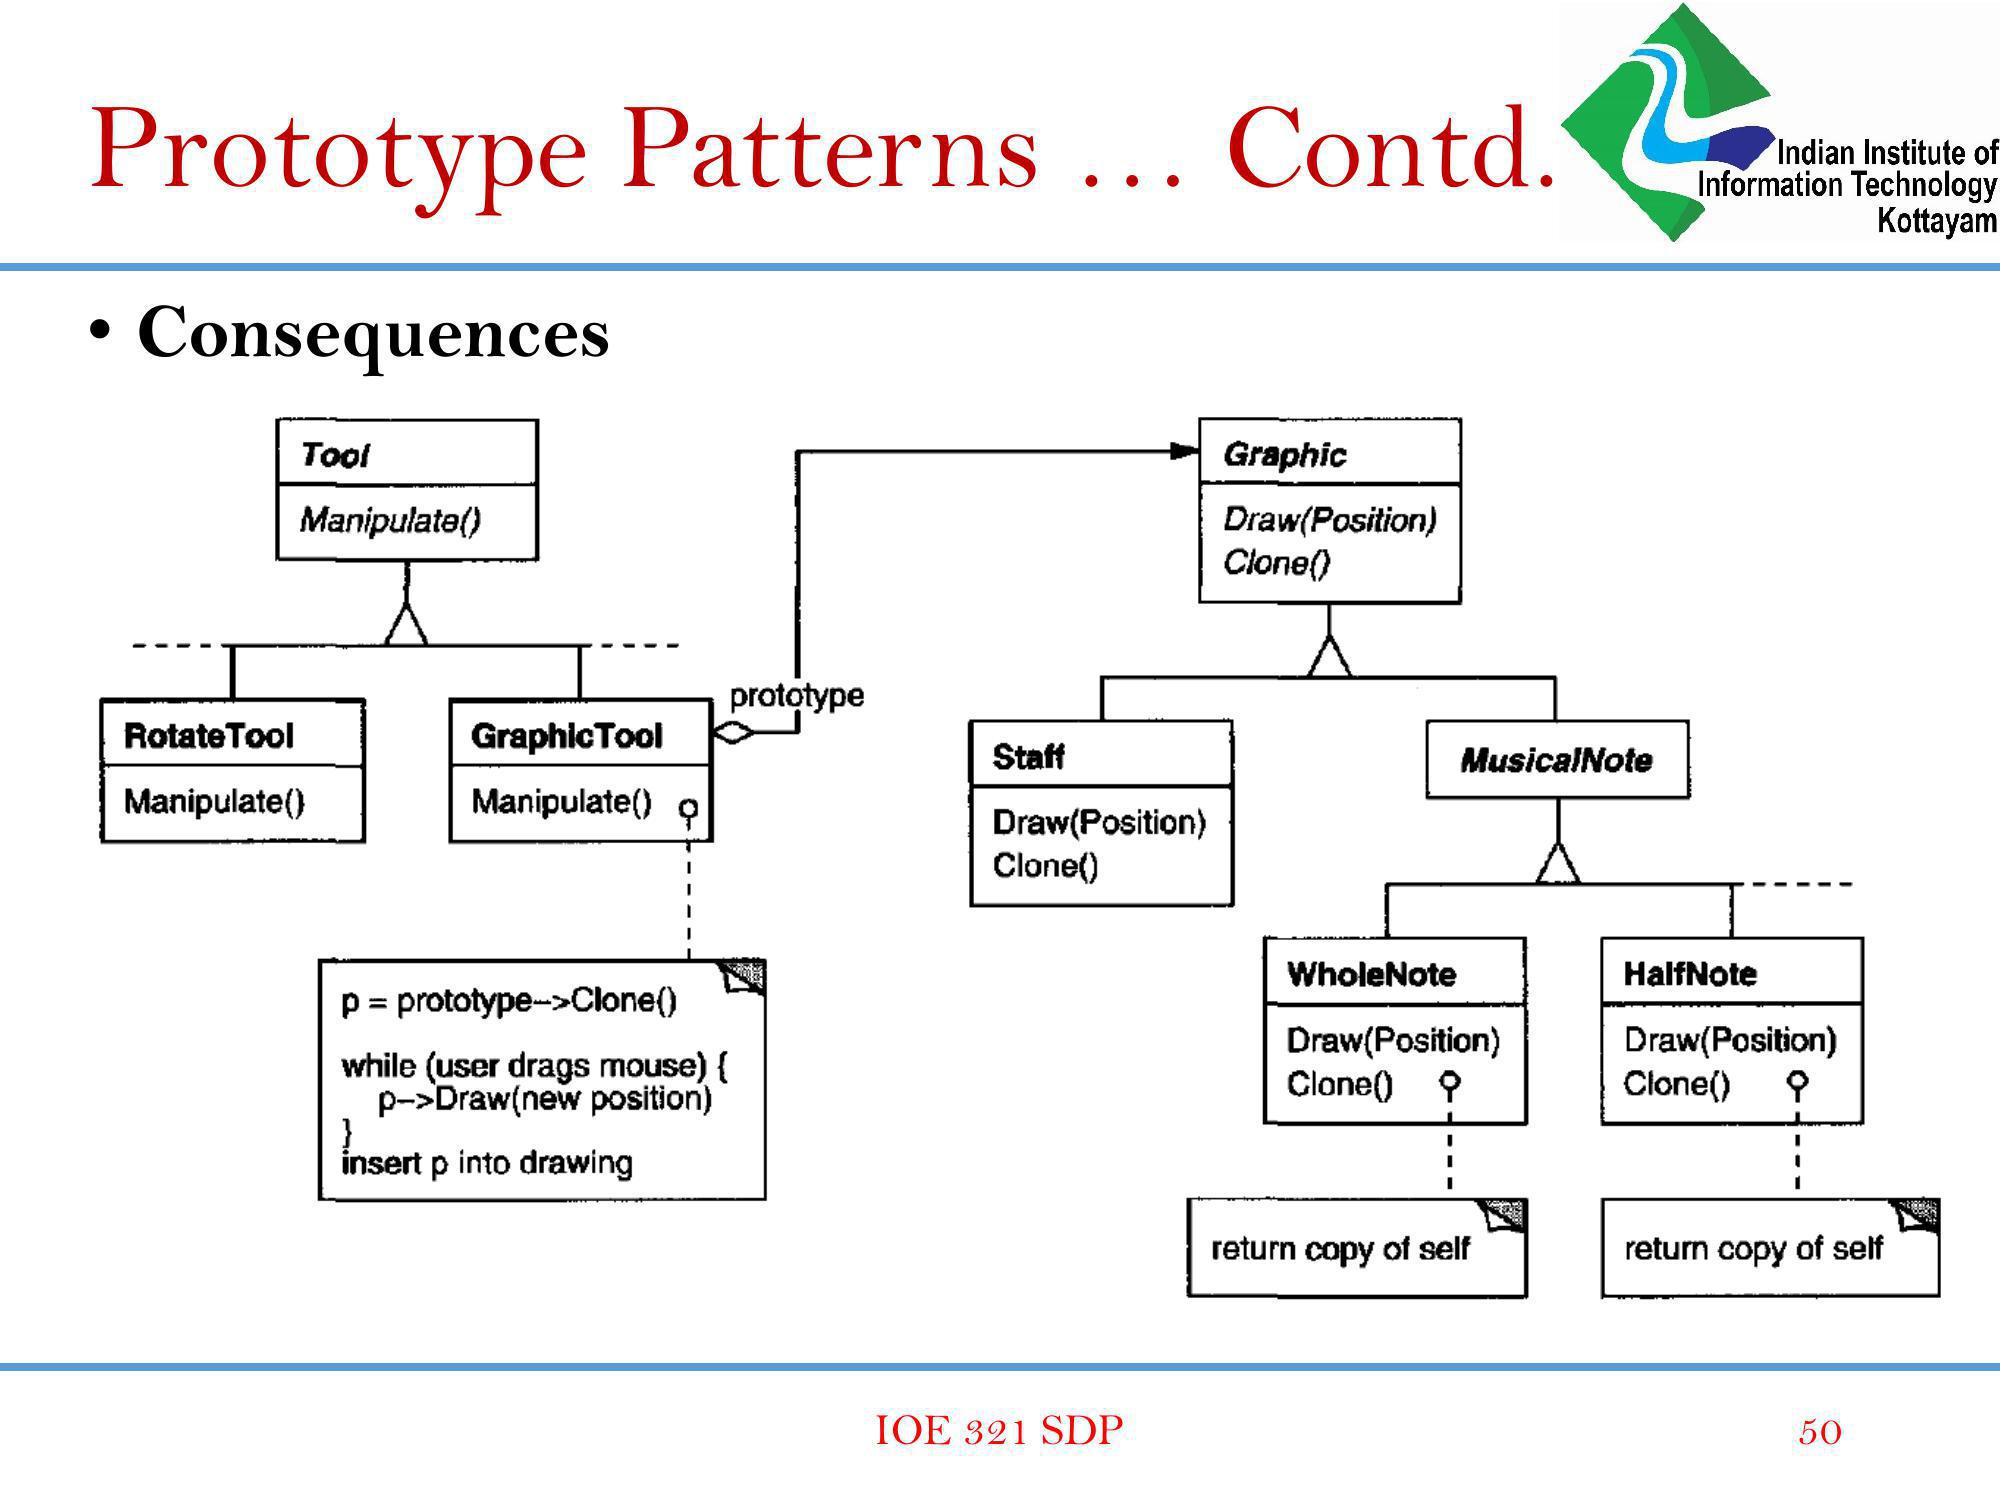 Prototype Patterns … Contd.
Indian Institute of
Information Technology
Kottayam
• Consequences
Tool
Manipulate()
Graphic
Draw(Position)
Clone()
prototype
RotateTool
Manipulate()
GraphicTool
Manipulate()
Staff
Draw(Position)
Clone()
MusicalNote
p = prototype–>Clone()
while (user drags mouse) {
p–>Draw(new position)
}
insert p into drawing
WholeNote
Draw(Position)
Clone()
HalfNote
Draw(Position)
Clone()
return copy of self
return copy of self
IOE 321 SDP
50